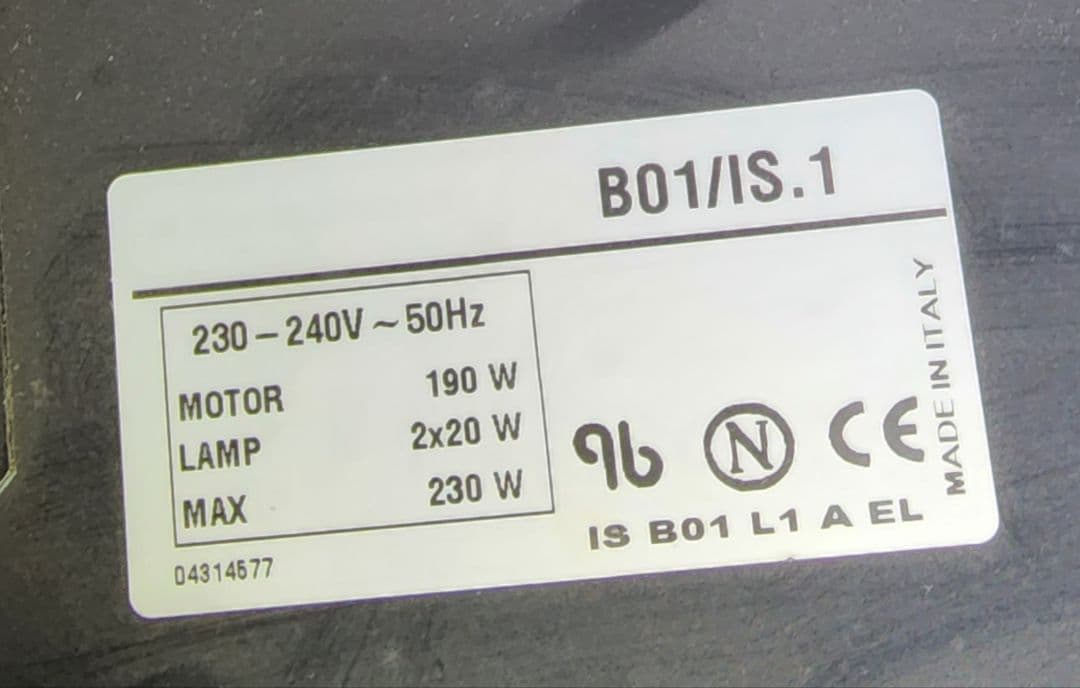 B01/IS.1
230 – 240V ~ 50Hz
MOTOR 190 W
LAMP 2x20 W
MAX 230 W
04314577
N CE
IS B01 L1 A EL
MADE IN ITALY